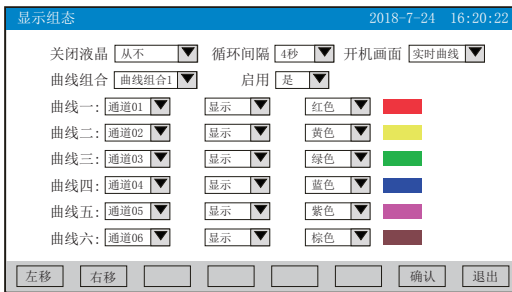 显示组态 2018-7-24 16:20:22
关闭液晶 从不 循环间隔 4秒 开机画面 实时曲线
曲线组合 曲线组合1 启用 是
曲线一: 通道01 显示 红色
曲线二: 通道02 显示 黄色
曲线三: 通道03 显示 绿色
曲线四: 通道04 显示 蓝色
曲线五: 通道05 显示 紫色
曲线六: 通道06 显示 棕色
左移 右移 确认 退出